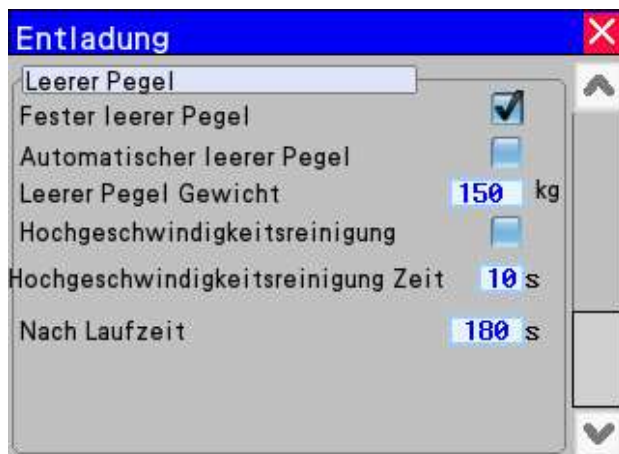 Entladung
Leerer Pegel
Fester leerer Pegel
Automatischer leerer Pegel
Leerer Pegel Gewicht 150 kg
Hochgeschwindigkeitsreinigung
Hochgeschwindigkeitsreinigung Zeit 10 s
Nach Laufzeit 180 s